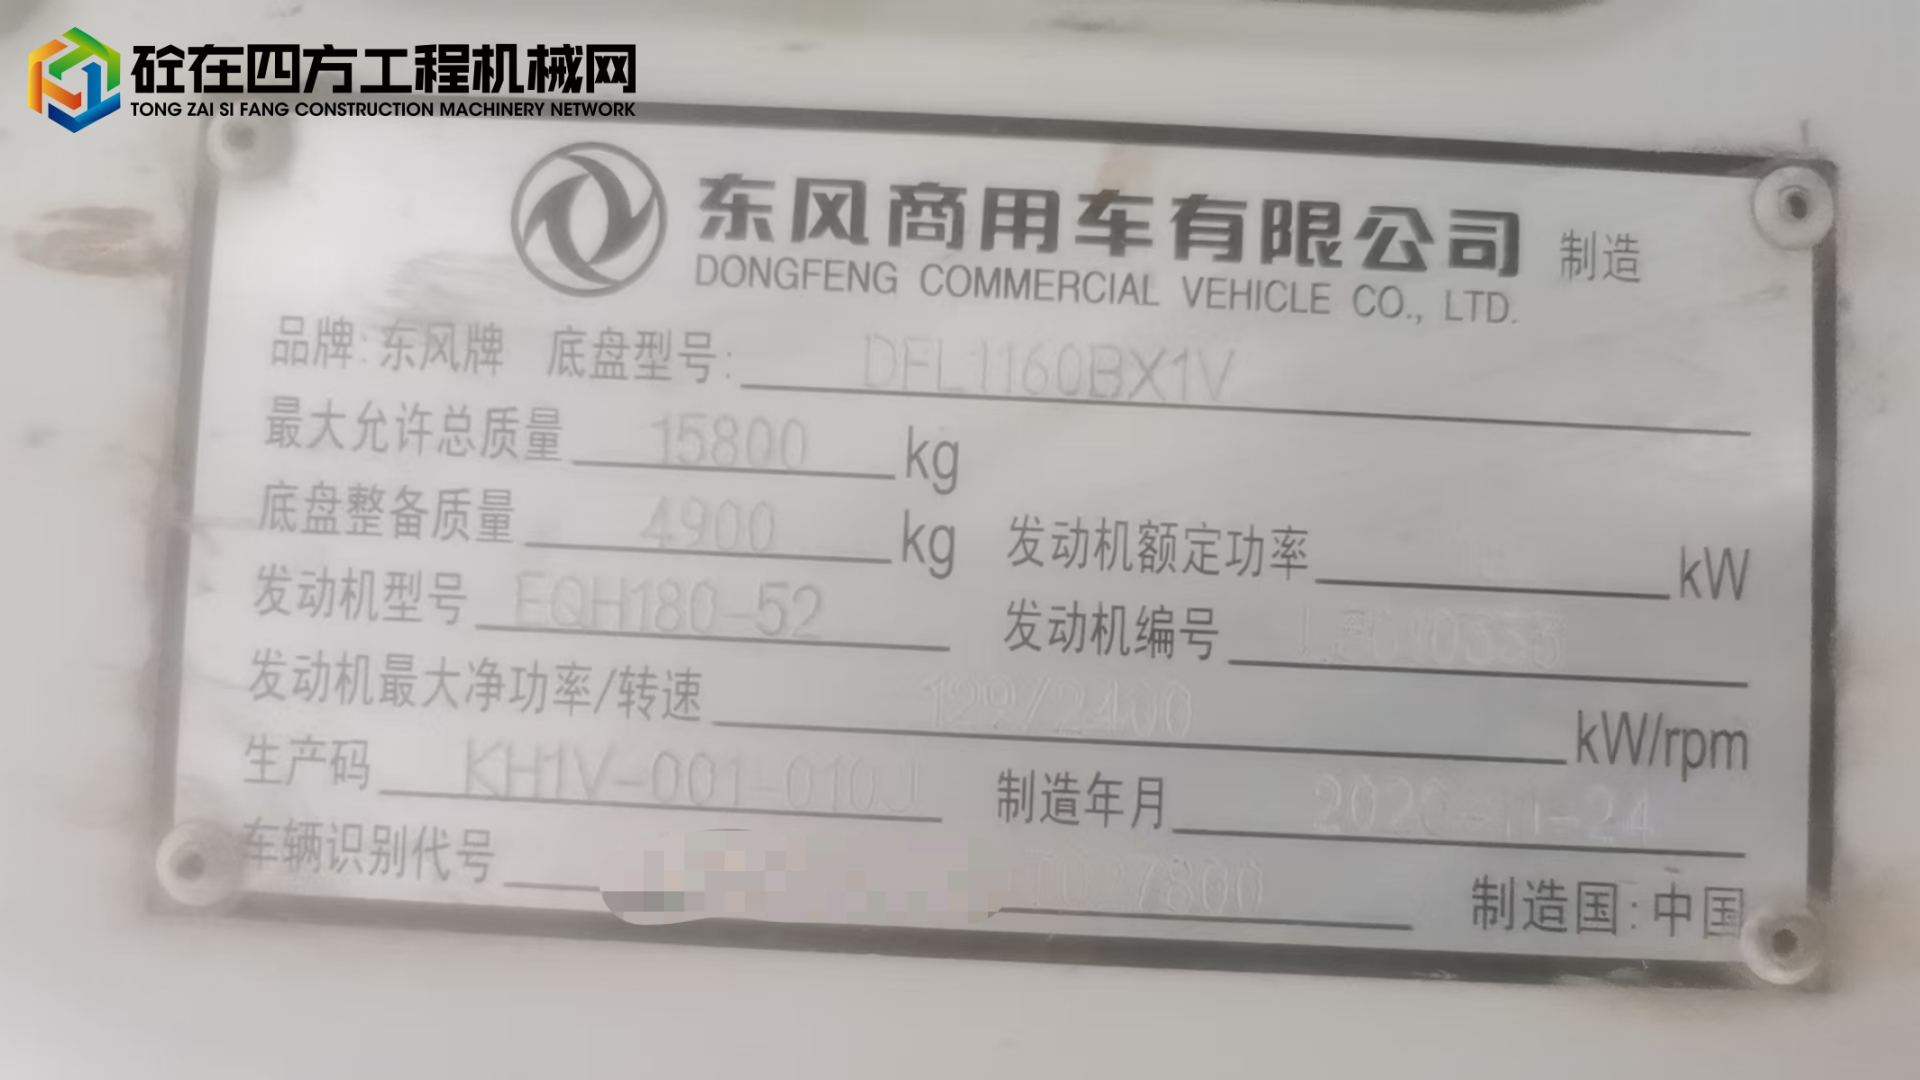 砼在四方工程机械网
TONG ZAI SI FANG CONSTRUCTION MACHINERY NETWORK
东风商用车有限公司 制造
DONGFENG COMMERCIAL VEHICLE CO., LTD.
品牌: 东风牌 底盘型号: DFL1160BX1V
最大允许总质量 15800 kg
底盘整备质量 4900 kg 发动机额定功率 kW
发动机型号 EQH180-52 发动机编号
发动机最大净功率/转速 129/2400 kW/rpm
生产码 KH1V-001-010J 制造年月 2020-11-24
车辆识别代号 制造国: 中国